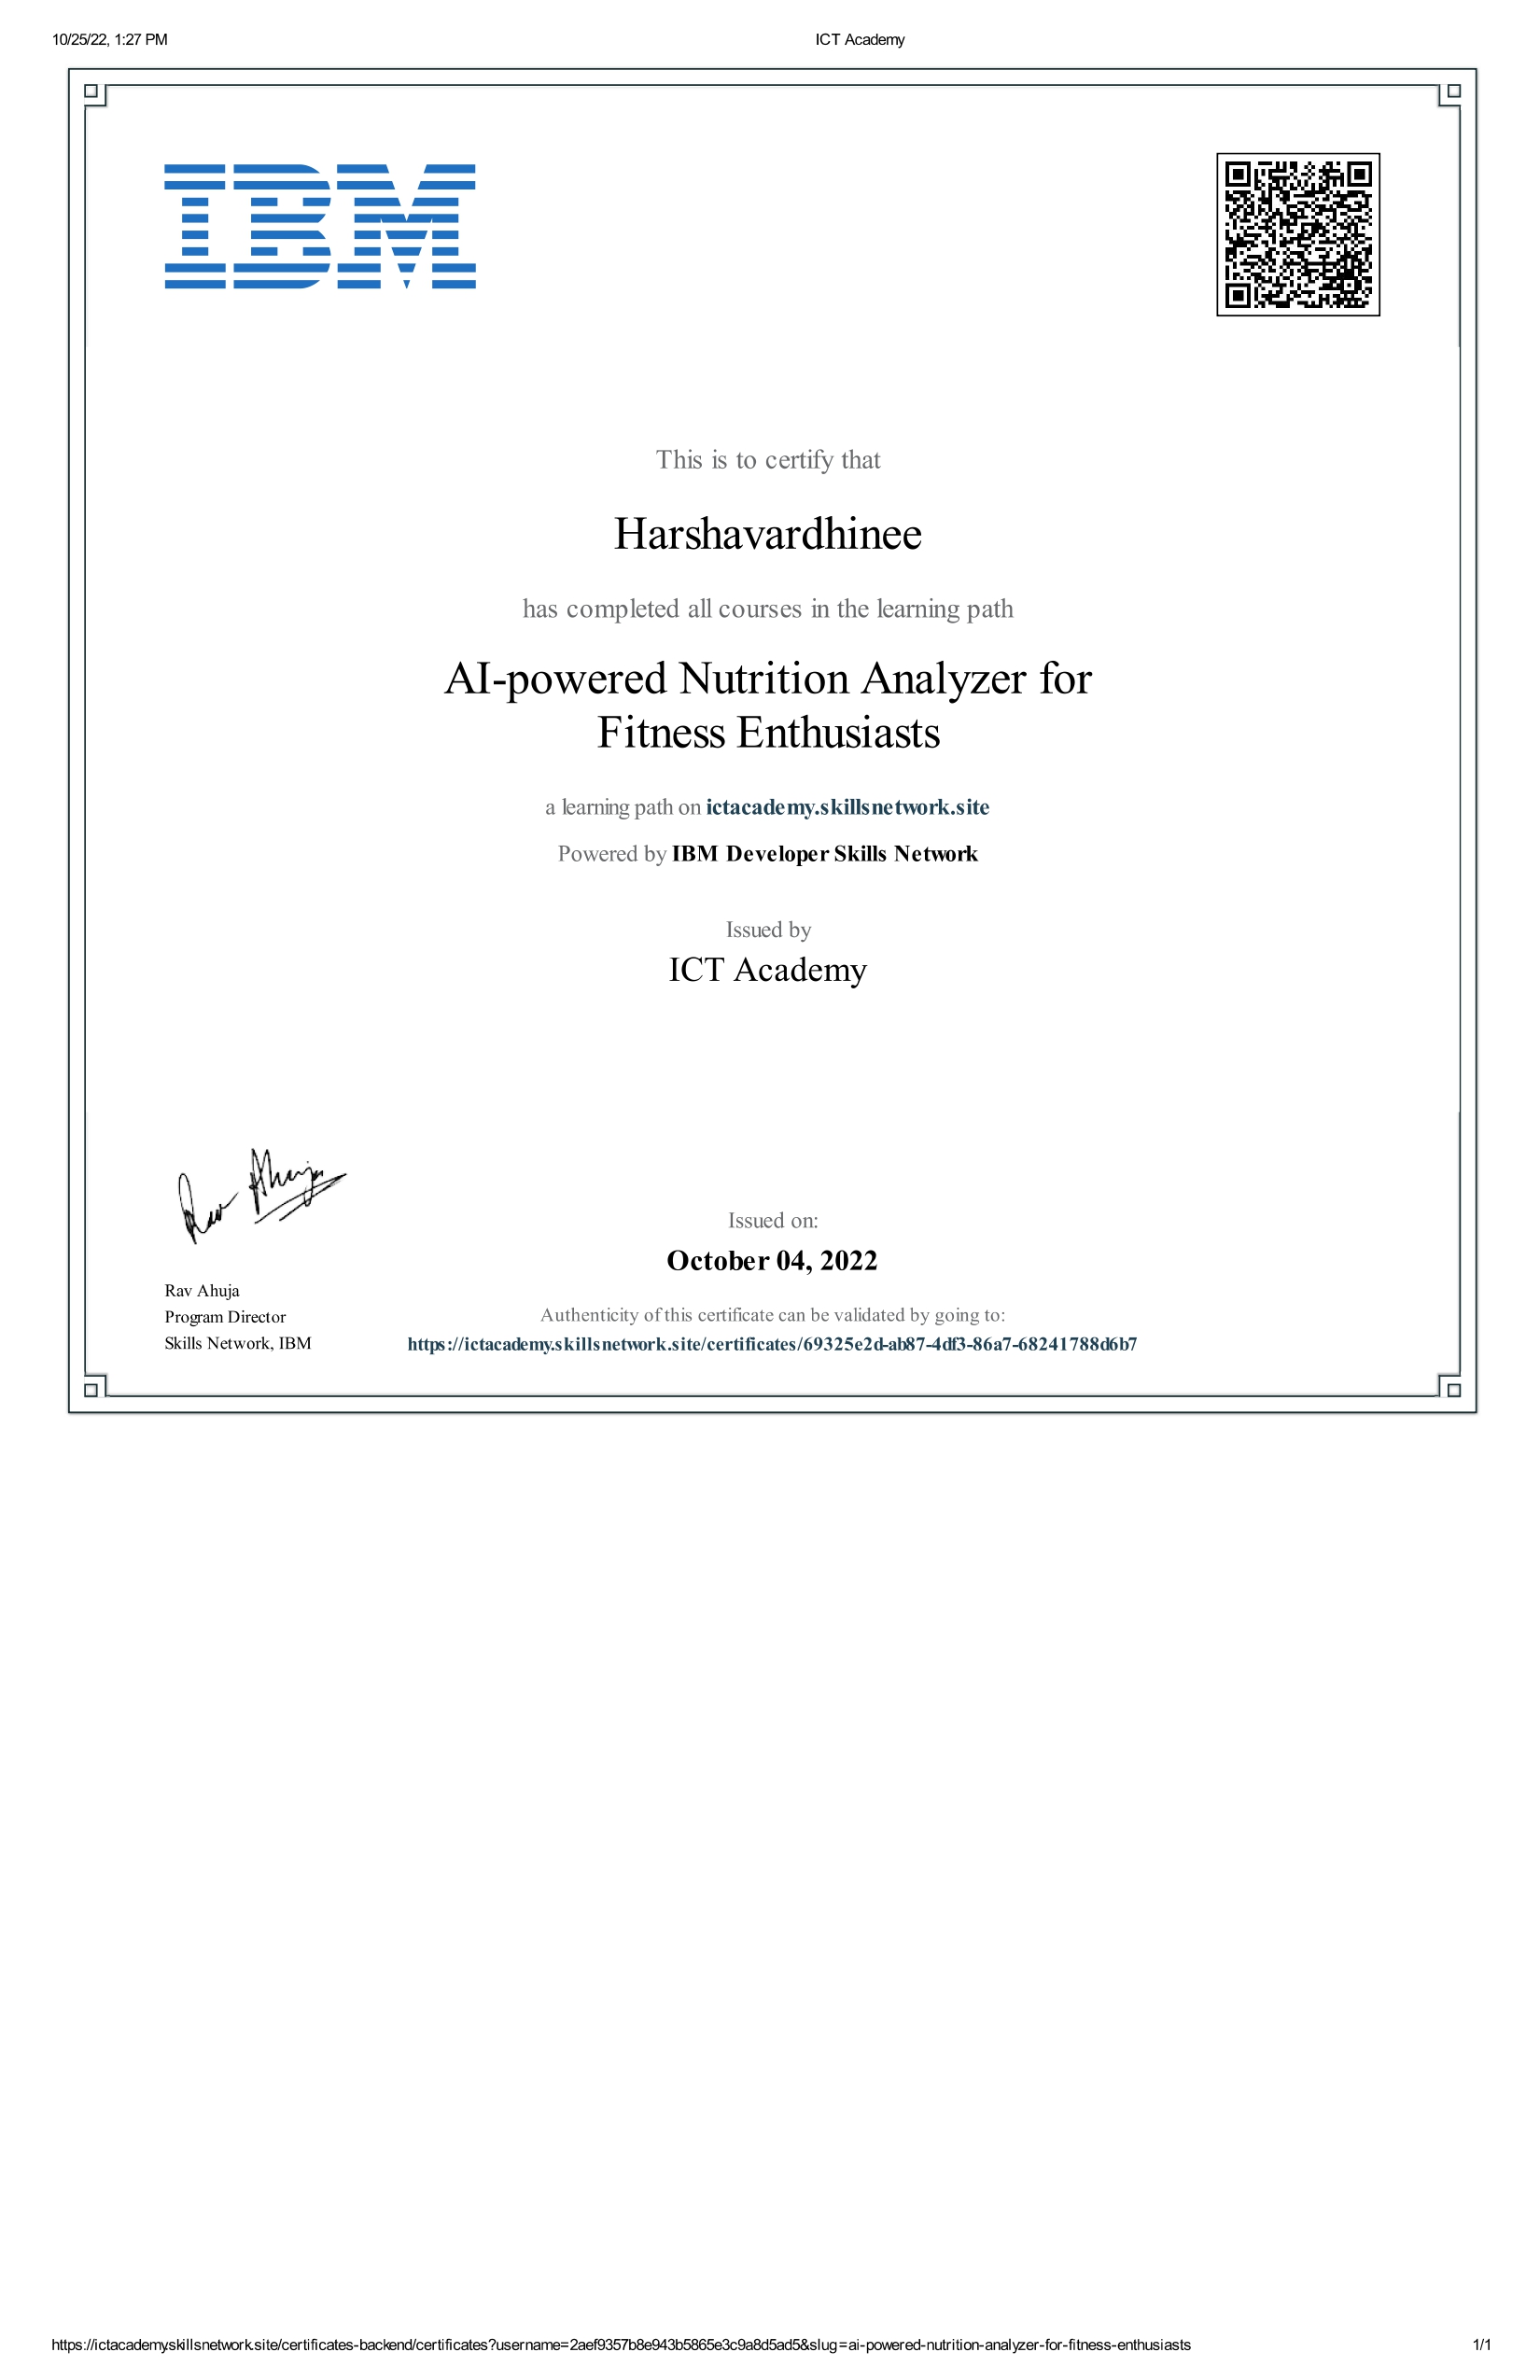 10/25/22, 1:27 PM
ICT Academy
IBM
This is to certify that
Harshavardhinee
has completed all courses in the learning path
AI-powered Nutrition Analyzer for
Fitness Enthusiasts
a learning path on ictacademy.skillsnetwork.site
Powered by IBM Developer Skills Network
Issued by
ICT Academy
Rav Ahuja
Issued on:
October 04, 2022
Rav Ahuja
Program Director
Skills Network, IBM
Authenticity of this certificate can be validated by going to:
https://ictacademy.skillsnetwork.site/certificates/69325e2d-ab87-4df3-86a7-68241788d6b7
https://ictacademy.skillsnetwork.site/certificates-backend/certificates?username=2aef9357b8e943b5865e3c9a8d5ad5&slug=ai-powered-nutrition-analyzer-for-fitness-enthusiasts
1/1